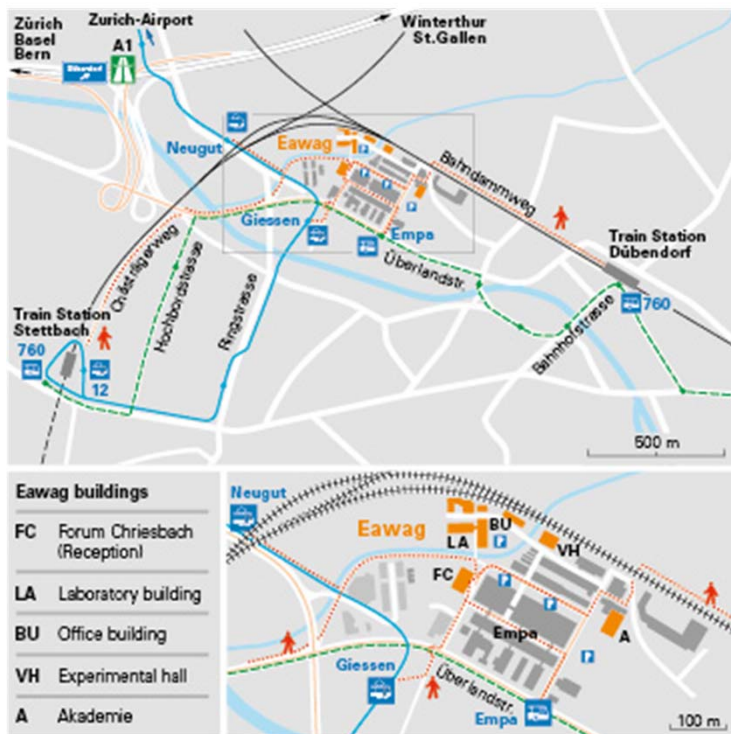 Zürich
Basel
Bern
A1
Zurich-Airport
Winterthur
St.Gallen
Neugut
Eawag
P
P
P
P
Giessen
Empa
Bahndammweg
Train Station
Dübendorf
760
Überlandstr.
Bahnhofstrasse
Chästrägerweg
Hochbordstrasse
Ringstrasse
Train Station
Stettbach
760
12
500 m
Eawag buildings
FC Forum Chriesbach
(Reception)
LA Laboratory building
BU Office building
VH Experimental hall
A Akademie
Neugut
Eawag
BU
LA
P
VH
FC
P
P
Empa
A
P
Giessen
Überlandstr.
Empa
100 m